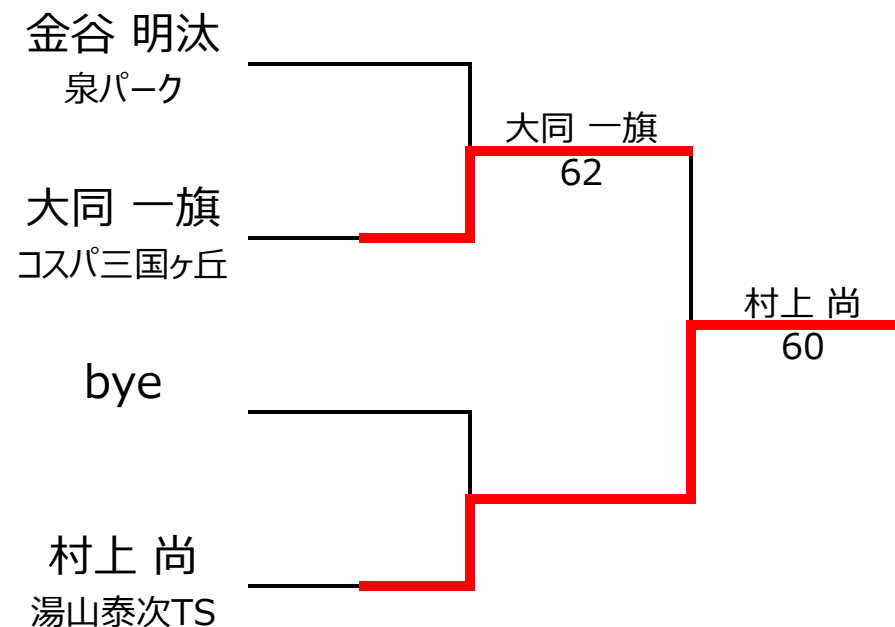 金谷 明汰
泉パーク
大同 一旗
62
大同 一旗
コスパ三国ヶ丘
村上 尚
60
bye
村上 尚
湯山泰次TS